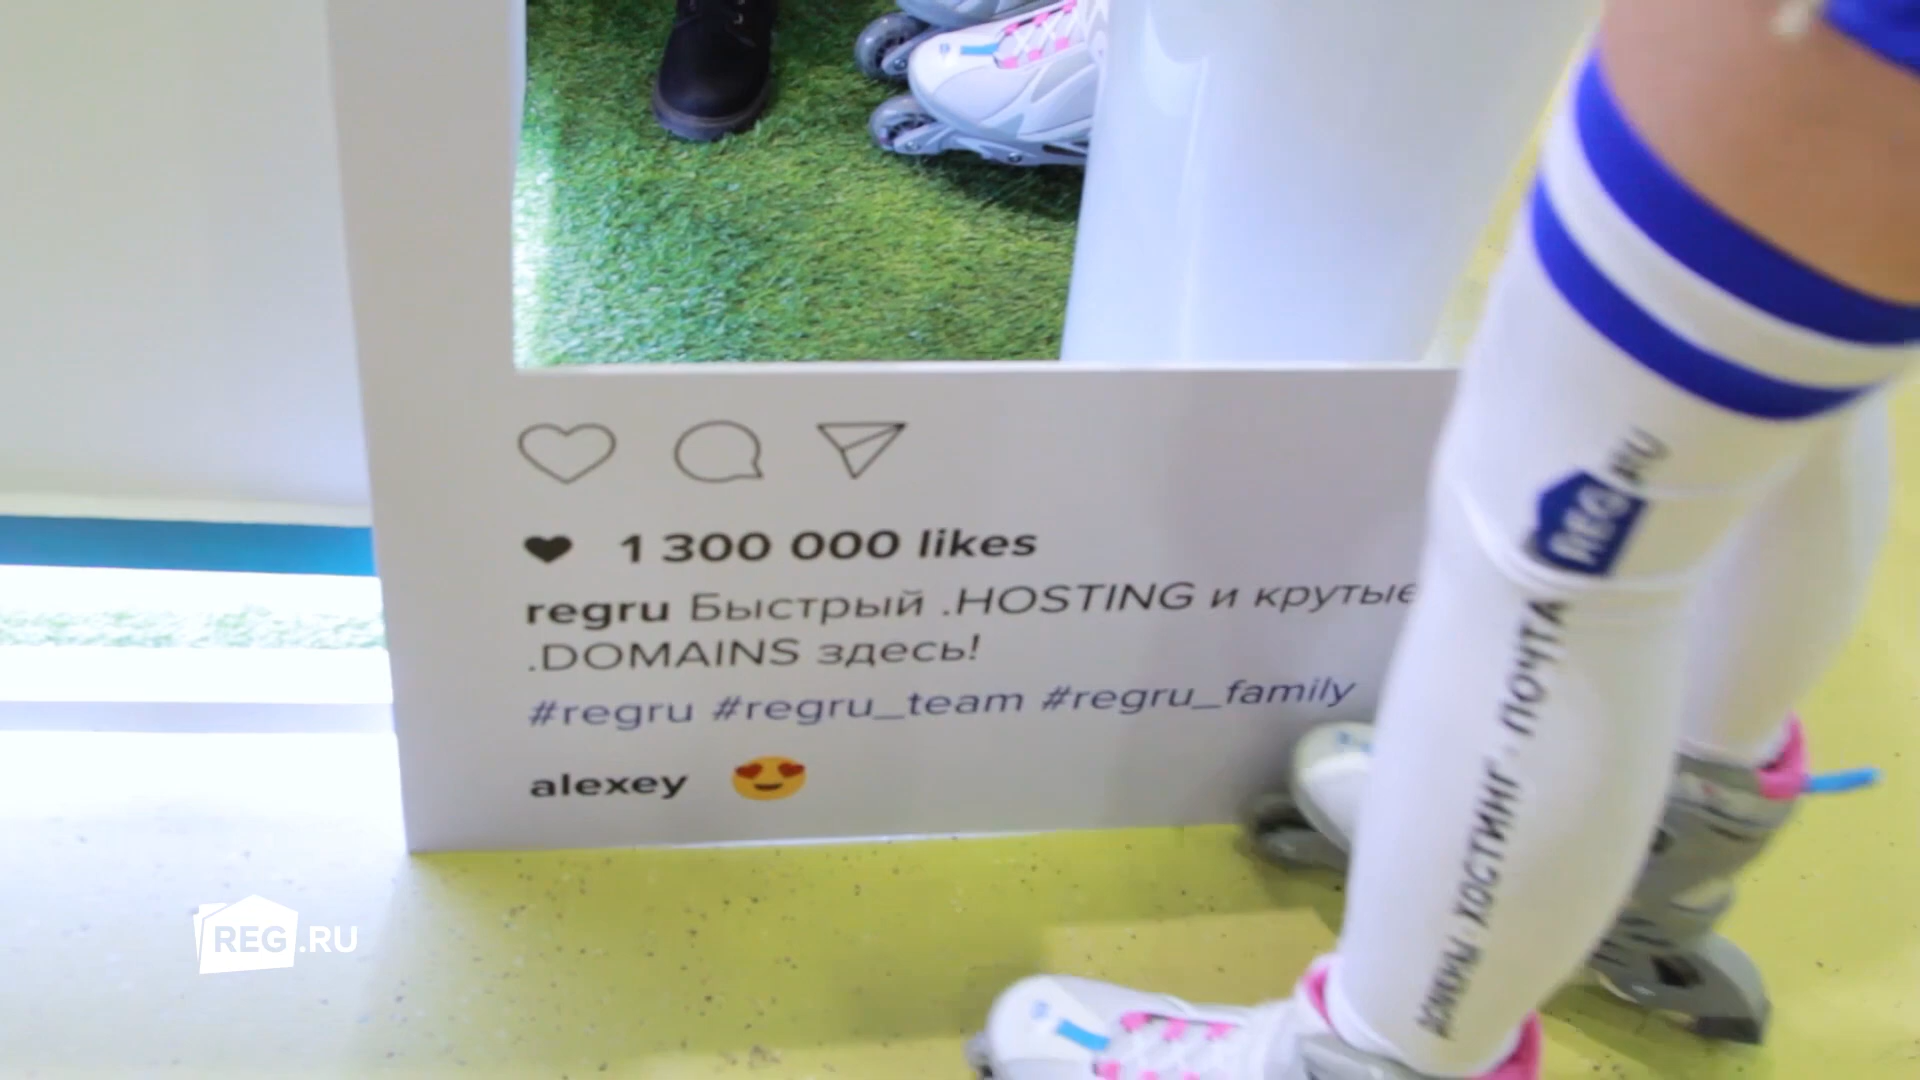 1 300 000 likes
regru Быстрый .HOSTING и крутые
.DOMAINS здесь!
#regru #regru_team #regru_family
alexey
REG.RU
ДОМЕНЫ · ХОСТИНГ · ПОЧТА
REG.RU